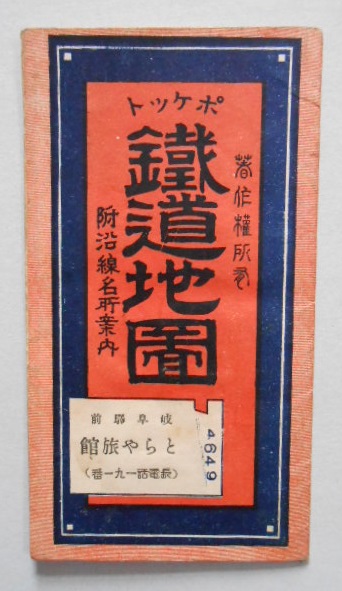 ポケット
著作權所有
鐵道地圖
附沿線名所案内
岐阜驛前
とらや旅館
(長電話一九一番)
4649